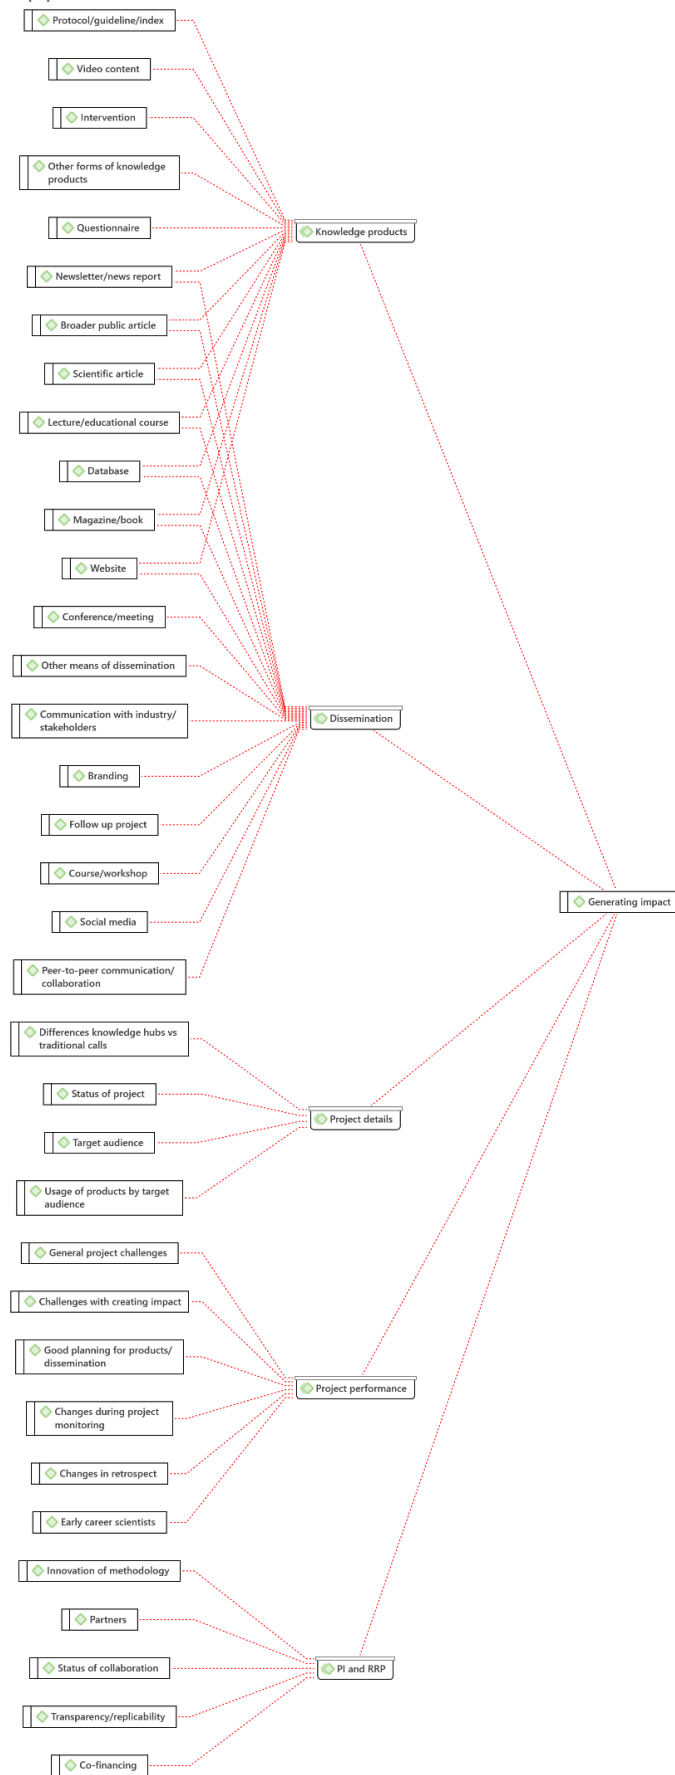 Protocol/guideline/index
Video content
Intervention
Other forms of knowledge
products
Knowledge products
Questionnaire
Newsletter/news report
Broader public article
Scientific article
Lecture/educational course
Database
Magazine/book
Website
Conference/meeting
Other means of dissemination
Communication with industry/
stakeholders
Dissemination
Branding
Follow up project
Course/workshop
Generating impact
Social media
Peer-to-peer communication/
collaboration
Differences knowledge hubs vs
traditional calls
Status of project
Project details
Target audience
Usage of products by target
audience
General project challenges
Challenges with creating impact
Good planning for products/
dissemination
Project performance
Changes during project
monitoring
Changes in retrospect
Early career scientists
Innovation of methodology
Partners
Status of collaboration
PI and RRP
Transparency/replicability
Co-financing